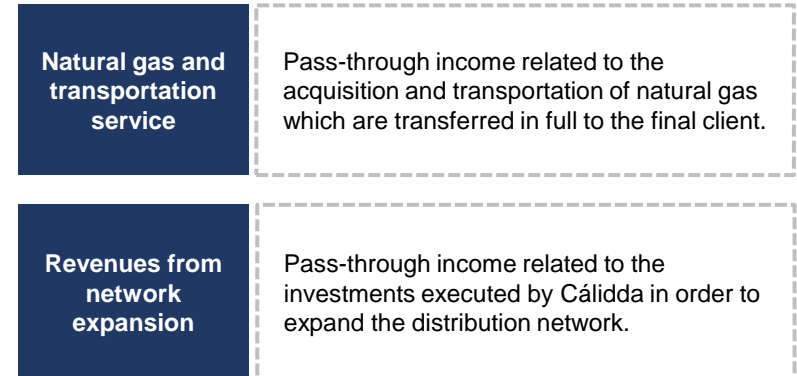 Natural gas and
transportation
service
Pass-through income related to the
acquisition and transportation of natural gas
which are transferred in full to the final client.
Revenues from
network
expansion
Pass-through income related to the
investments executed by Cálidda in order to
expand the distribution network.